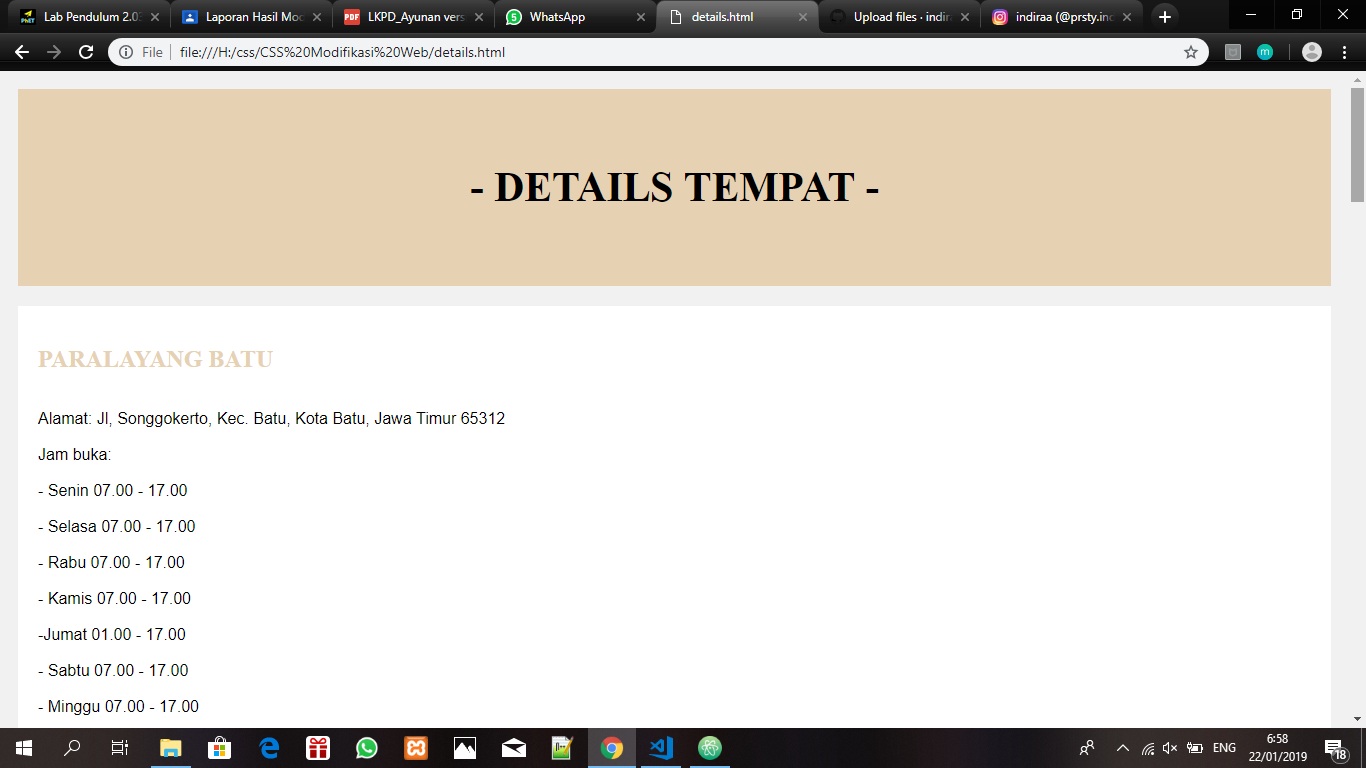 Lab Pendulum 2.03
Laporan Hasil Mod
LKPD_Ayunan vers
WhatsApp
details.html
Upload files · indira
indiraa (@prsty.ind
File
file:///H:/css/CSS%20Modifikasi%20Web/details.html
- DETAILS TEMPAT -
PARALAYANG BATU
Alamat: Jl, Songgokerto, Kec. Batu, Kota Batu, Jawa Timur 65312
Jam buka:
- Senin 07.00 - 17.00
- Selasa 07.00 - 17.00
- Rabu 07.00 - 17.00
- Kamis 07.00 - 17.00
-Jumat 01.00 - 17.00
- Sabtu 07.00 - 17.00
- Minggu 07.00 - 17.00
ENG
6:58
22/01/2019
18